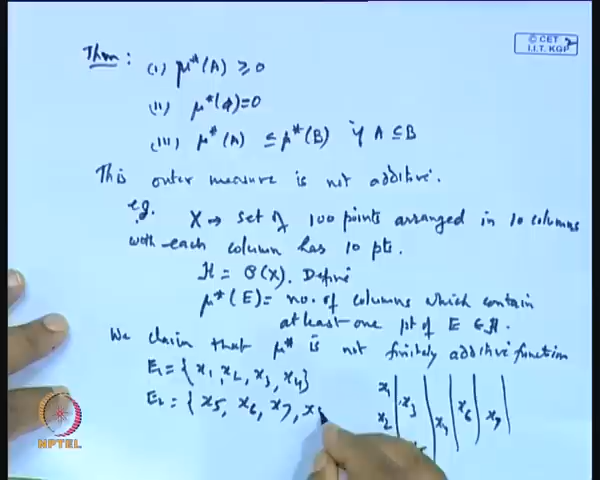 © CET
I.I.T. KGP
2
Thm: (i) μ*(A) ≥ 0
(ii) μ*(φ)=0
(iii) μ*(A) ≤ μ*(B) if A ⊆ B
This outer measure is not additive.
e.g. X → set of 100 points arranged in 10 columns
with each column has 10 pts.
H = P(X). Define
μ*(E) = no. of columns which contain
at least one pt of E ∈ H.
We claim that μ* is not finitely additive function
E₁ = { x₁, x₂, x₃, x₄}
E₂ = { x5, x₆, x7, x
x₁
x₂ x₃ x₄ x₆ x₇
NPTEL